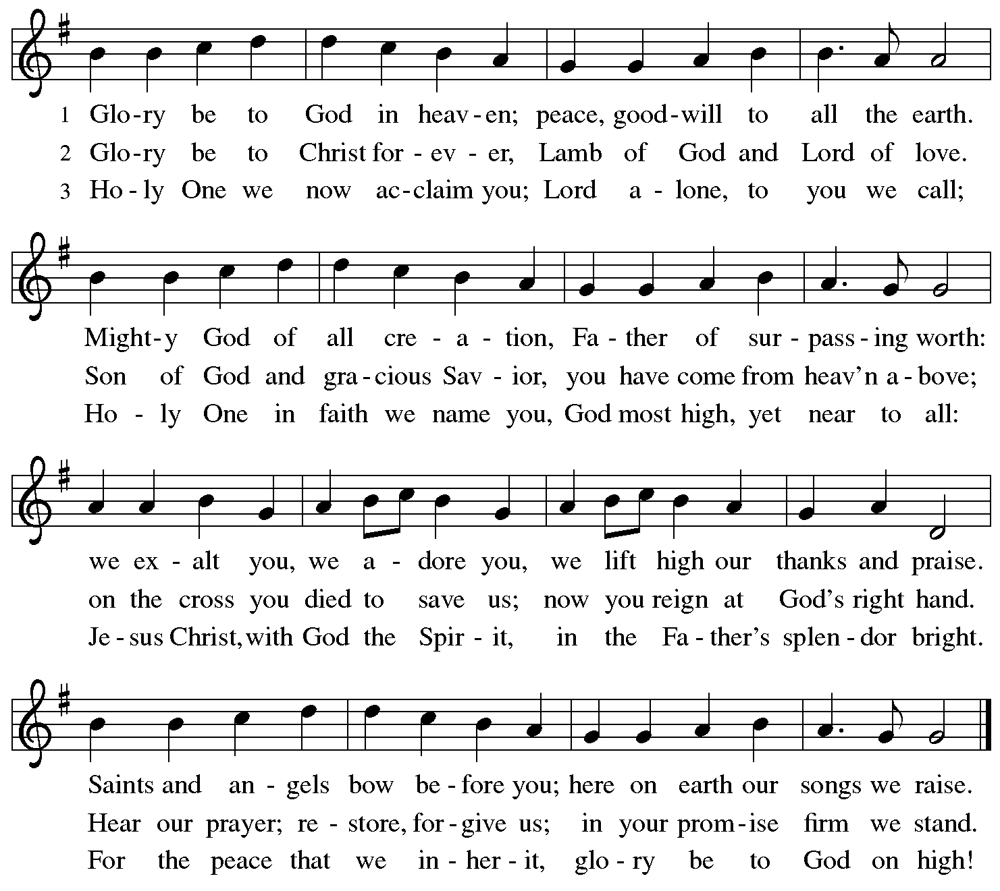 1 Glo-ry be to God in heav-en; peace, good-will to all the earth.
2 Glo-ry be to Christ for-ev-er, Lamb of God and Lord of love.
3 Ho-ly One we now ac-claim you; Lord a-lone, to you we call;
Might-y God of all cre-a-tion, Fa-ther of sur-pass-ing worth:
Son of God and gra-cious Sav-ior, you have come from heav’n a-bove;
Ho-ly One in faith we name you, God most high, yet near to all:
we ex-alt you, we a-dore you, we lift high our thanks and praise.
on the cross you died to save us; now you reign at God’s right hand.
Je-sus Christ, with God the Spir-it, in the Fa-ther’s splen-dor bright.
Saints and an-gels bow be-fore you; here on earth our songs we raise.
Hear our prayer; re-store, for-give us; in your prom-ise firm we stand.
For the peace that we in-her-it, glo-ry be to God on high!